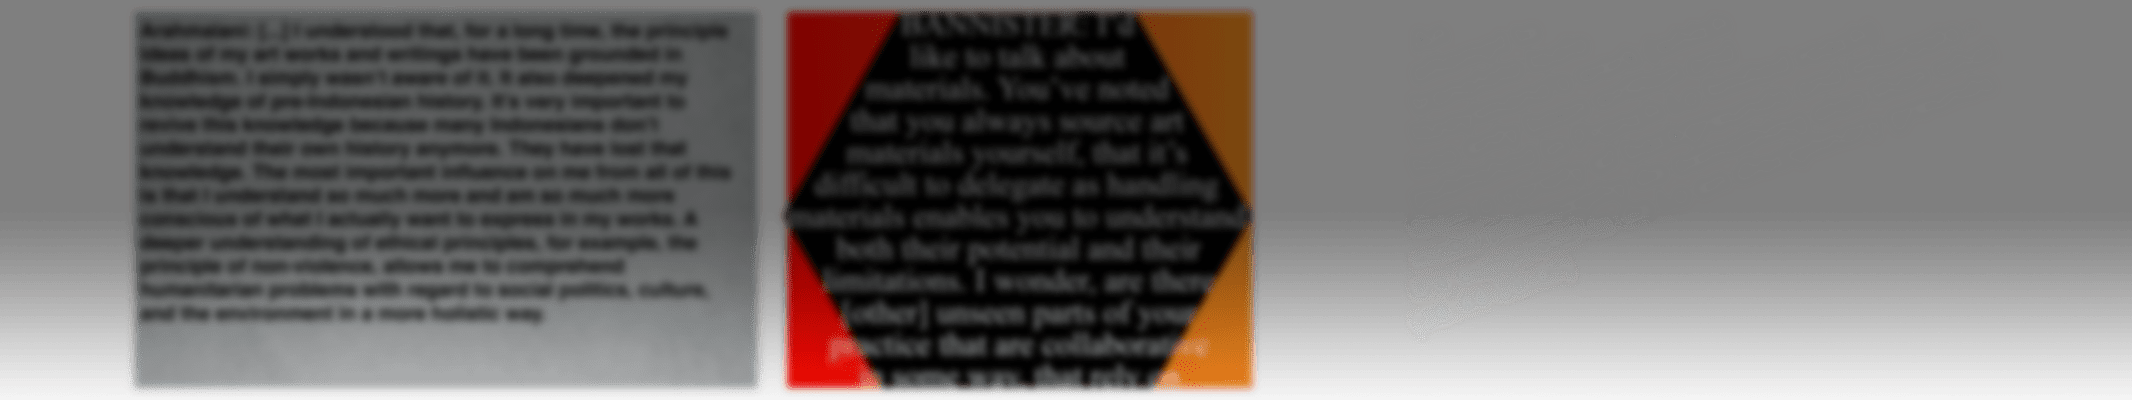 Arahmaiani: [...] I understood that, for a long time, the principle
ideas of my art works and writings have been grounded in
Buddhism. I simply wasn't aware of it. It also deepened my
knowledge of pre-Indonesian history. It's very important to
revive this knowledge because many Indonesians don't
understand their own history anymore. They have lost that
knowledge. The most important influence on me from all of this
is that I understand so much more and am so much more
conscious of what I actually want to express in my works. A
deeper understanding of ethical principles, for example, the
principle of non-violence, allows me to comprehend
humanitarian problems with regard to social politics, culture,
and the environment in a more holistic way.
BANNISTER: I'd
like to talk about
materials. You've noted
that you always source art
materials yourself, that it's
difficult to delegate as handling
materials enables you to understand
both their potential and their
limitations. I wonder, are there
[other] unseen parts of your
practice that are collaborative
in some way, that rely on